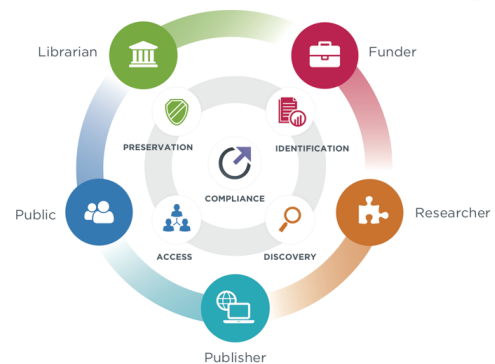 Librarian
Funder
PRESERVATION
IDENTIFICATION
COMPLIANCE
Public
Researcher
ACCESS
DISCOVERY
Publisher